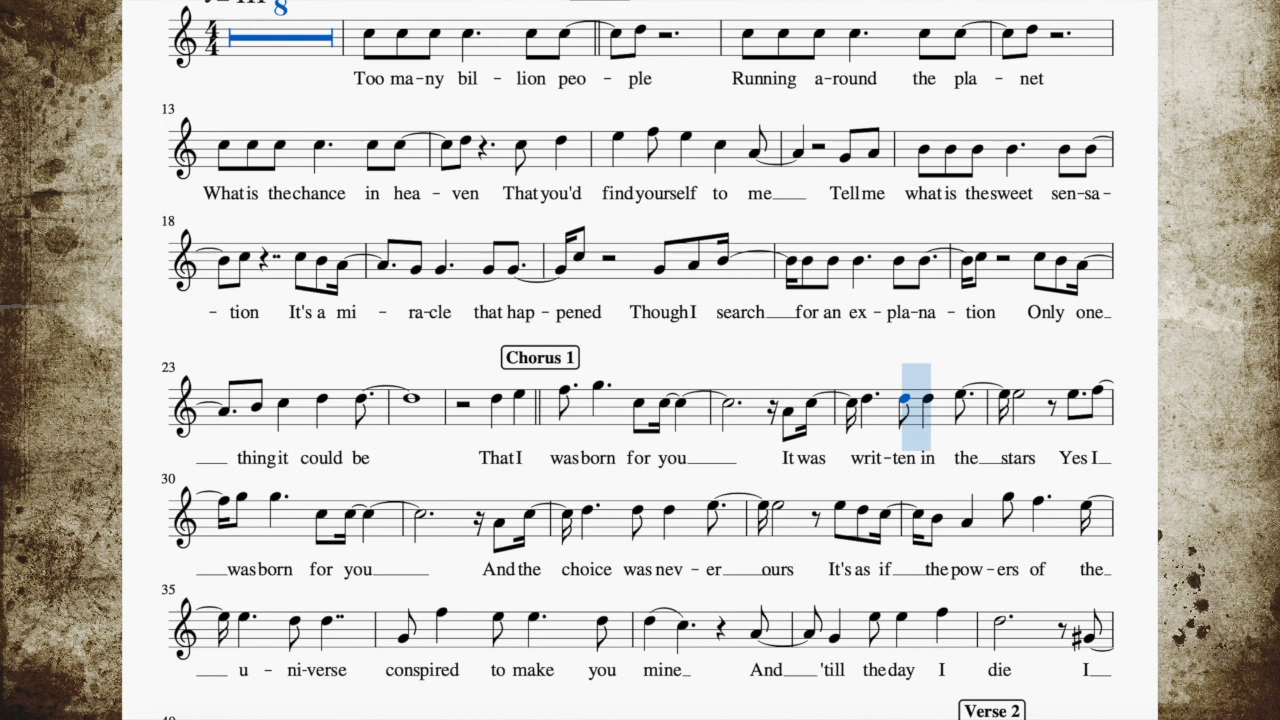 8
Too ma-ny bil - lion peo - ple Running a-round the pla - net
13
What is the chance in hea - ven That you'd find yourself to me Tell me what is the sweet sen-sa-
18
- tion It's a mi - ra-cle that hap - pened Though I search for an ex - pla-na - tion Only one
Chorus 1
23
thing it could be That I was born for you It was writ-ten in the stars Yes I
30
was born for you And the choice was nev - er ours It's as if the pow-ers of the
35
u - ni-verse conspired to make you mine And 'till the day I die I
Verse 2